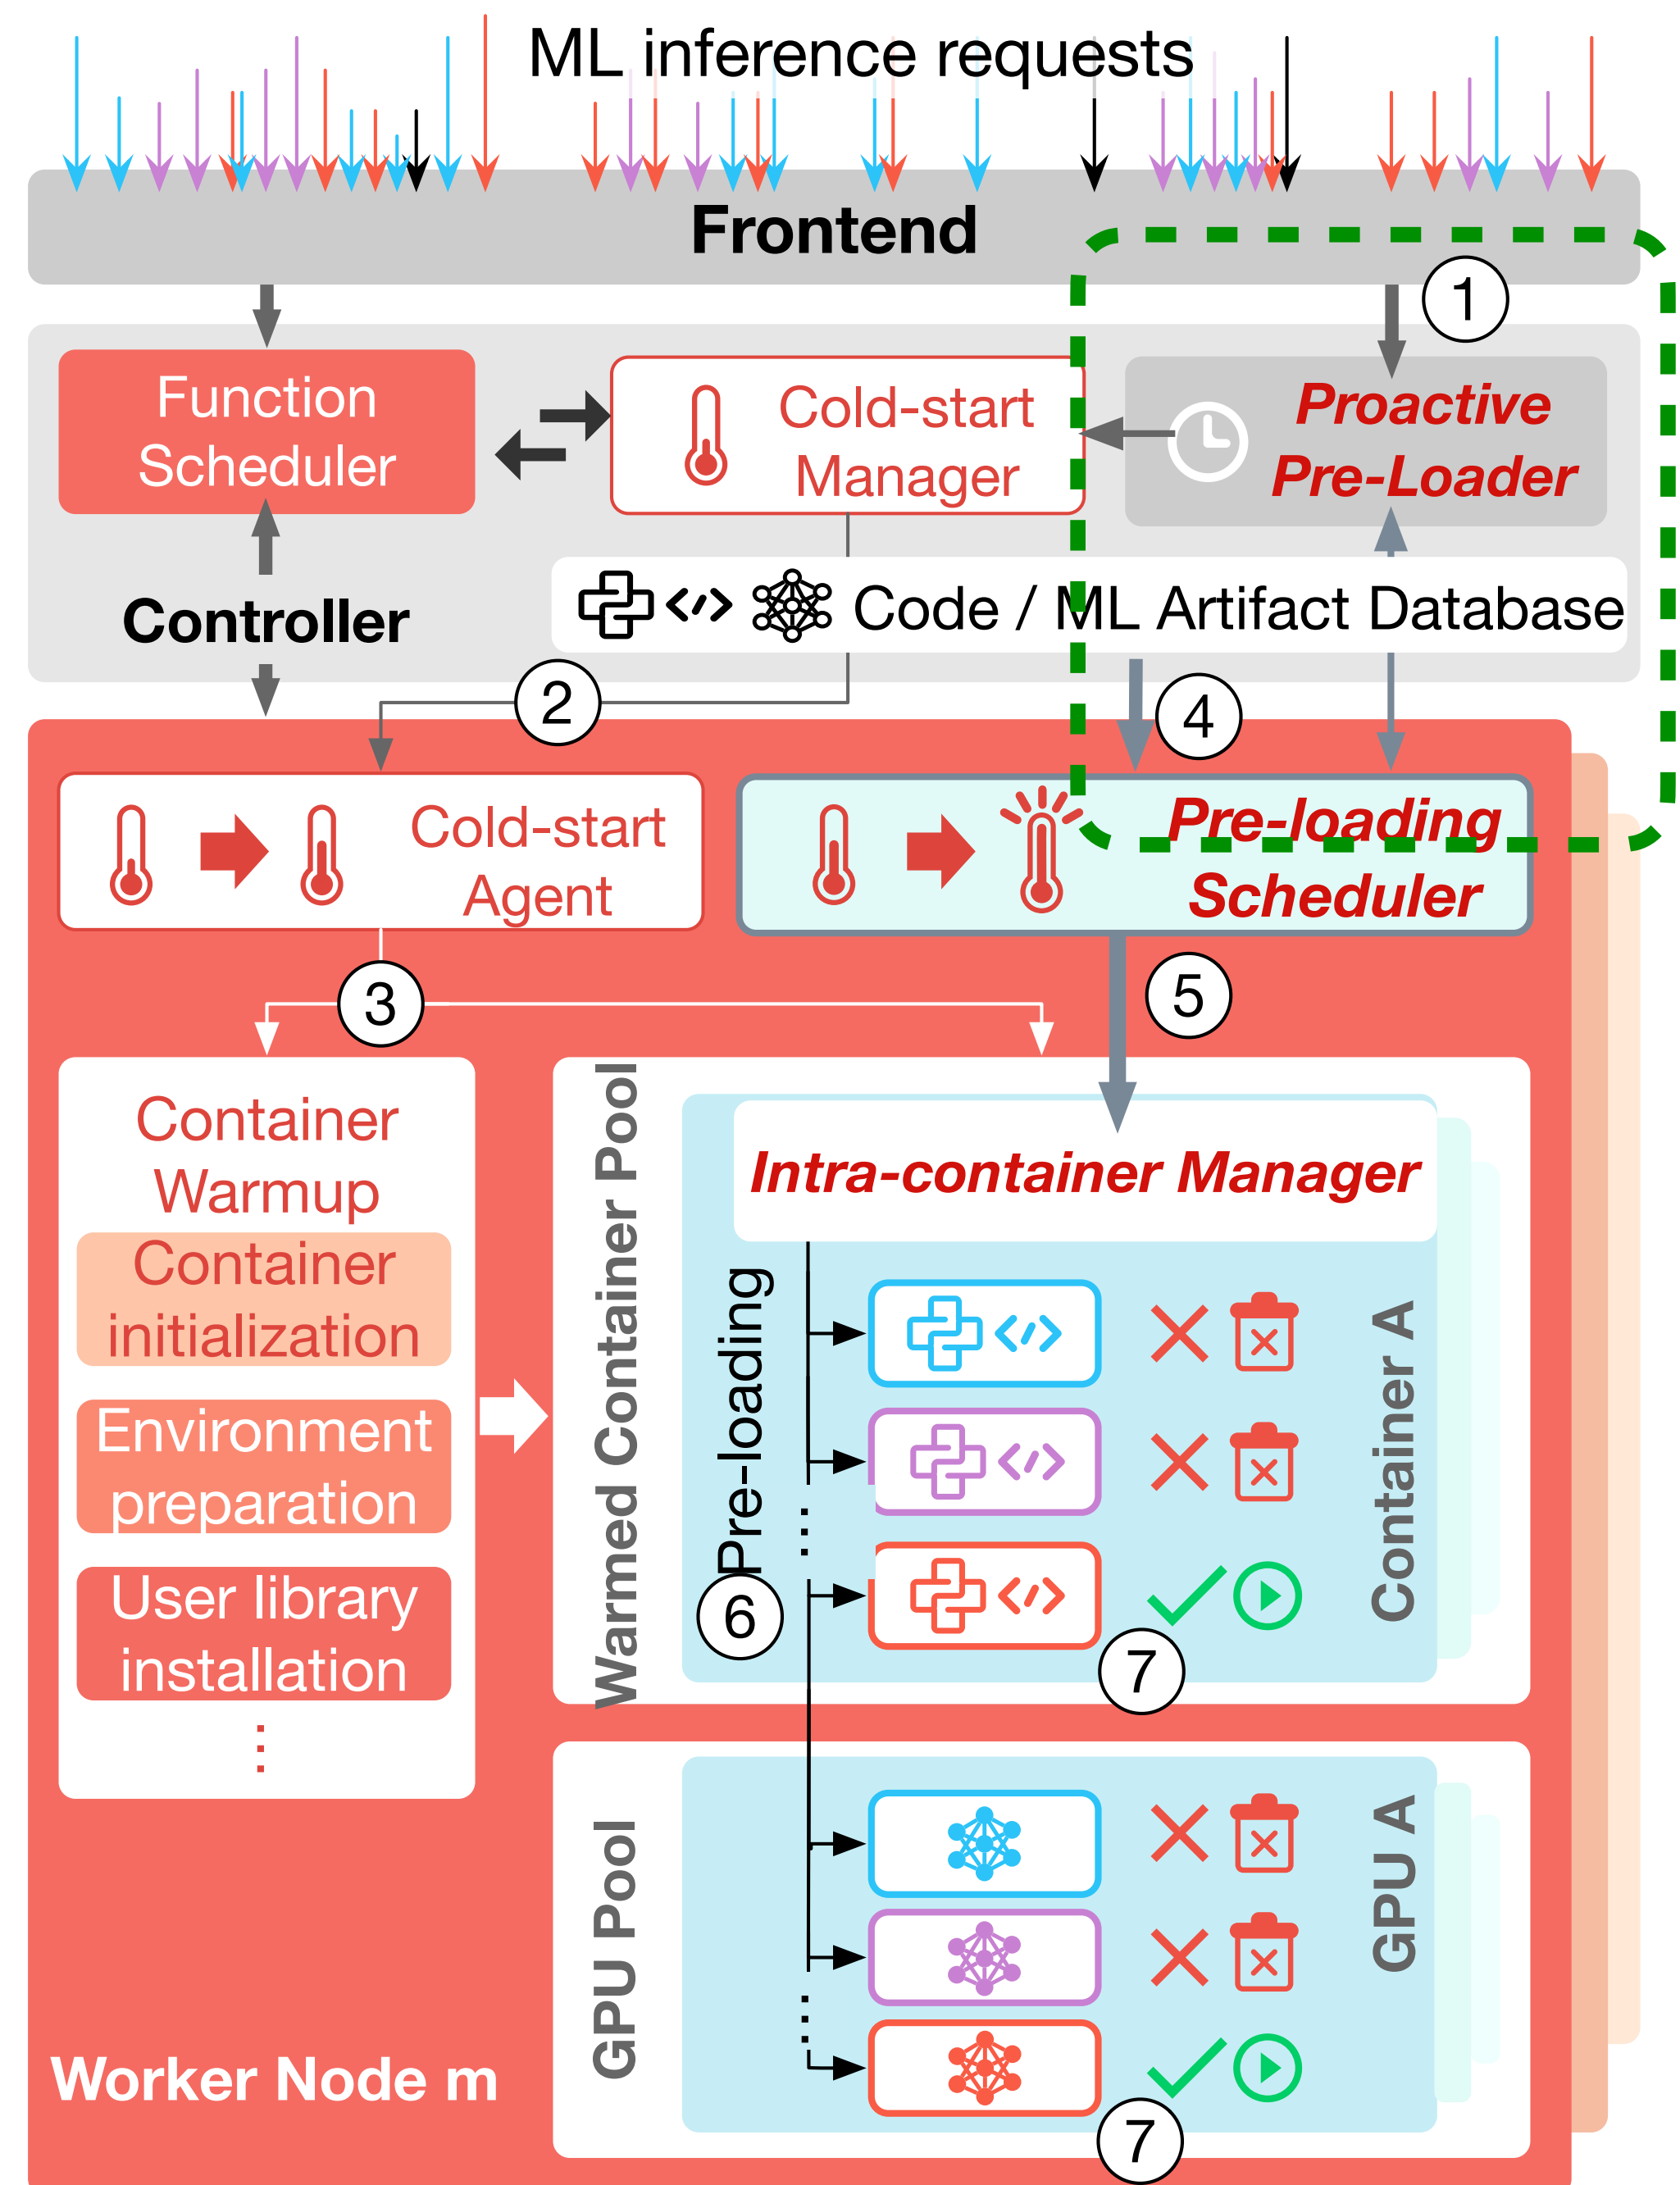 ML inference requests
Frontend
1
Function
Scheduler
Cold-start
Manager
Proactive
Pre-Loader
Controller
</> Code / ML Artifact Database
2
4
Cold-start
Agent
Pre-loading
Scheduler
3
5
Container
Warmup
Container
initialization
Environment
preparation
User library
installation
⋮
Warmed Container Pool
Intra-container Manager
Pre-loading
6
</>
</>
</>
7
Container A
GPU Pool
GPU A
7
Worker Node m